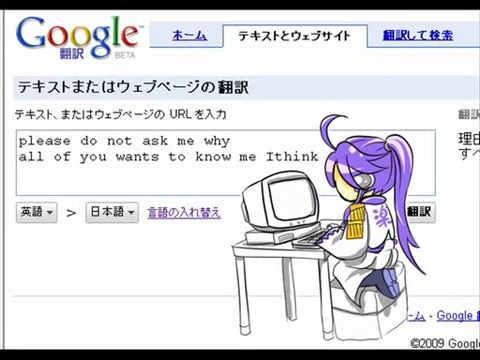 Google™
翻訳 BETA
ホーム
テキストとウェブサイト
翻訳して検索
テキストまたはウェブページの翻訳
テキスト、またはウェブページの URL を入力
翻訳
please do not ask me why
all of you wants to know me Ithink
理由
すべ
英語 > 日本語 言語の入れ替え
翻訳
楽
ーム - Google 翻
©2009 Google